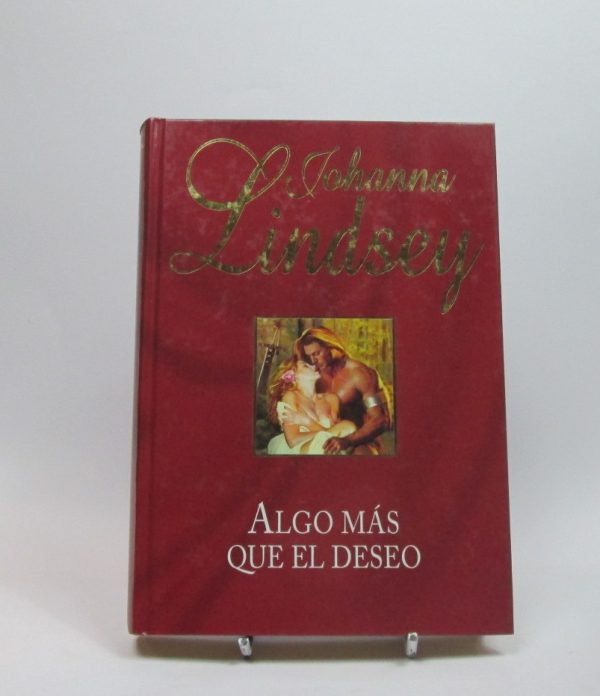 Johanna
Lindsey
ALGO MÁS
QUE EL DESEO